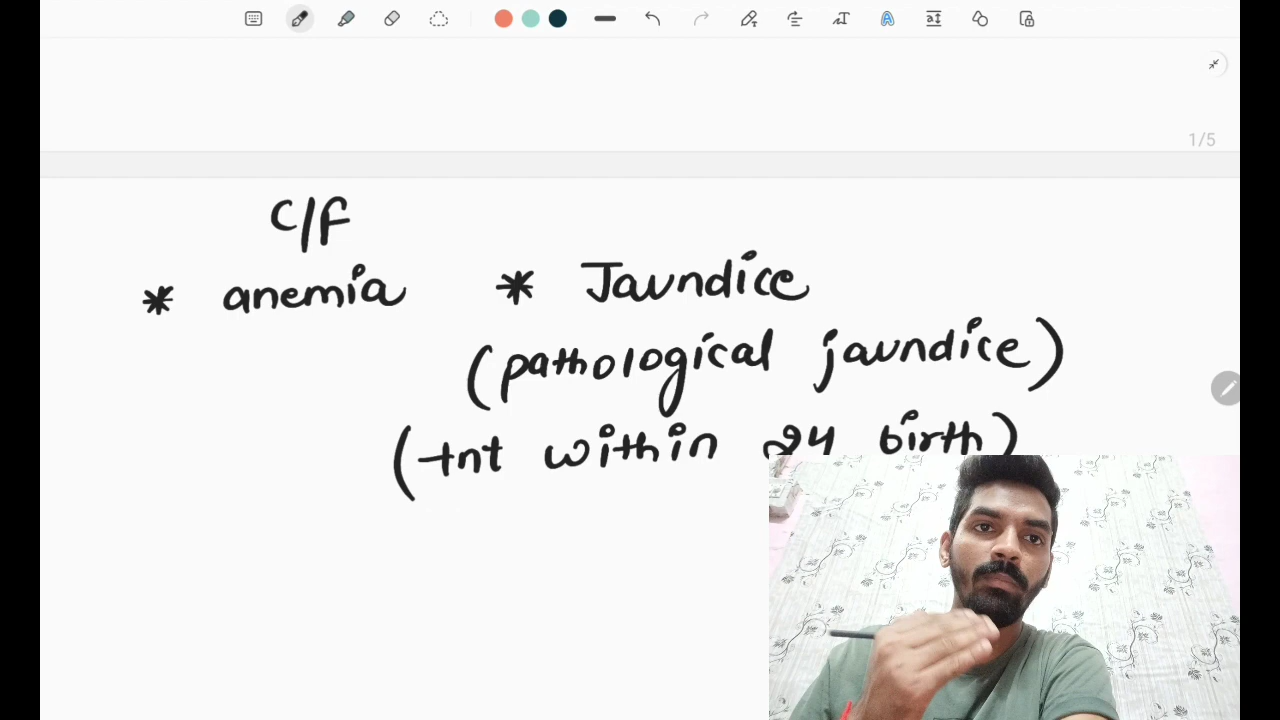 1/5
C/F
* anemia * Jaundice
(pathological jaundice)
(+nt within 24 birth)